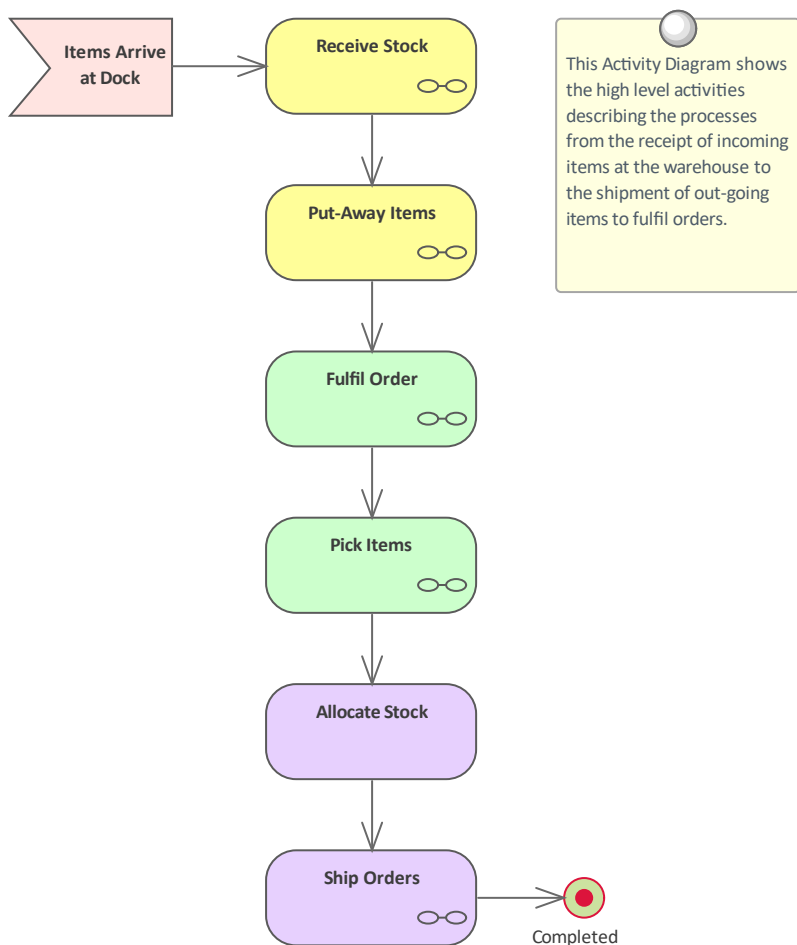 Items Arrive
at Dock
Receive Stock
This Activity Diagram shows
the high level activities
describing the processes
from the receipt of incoming
items at the warehouse to
the shipment of out-going
items to fulfil orders.
Put-Away Items
Fulfil Order
Pick Items
Allocate Stock
Ship Orders
Completed